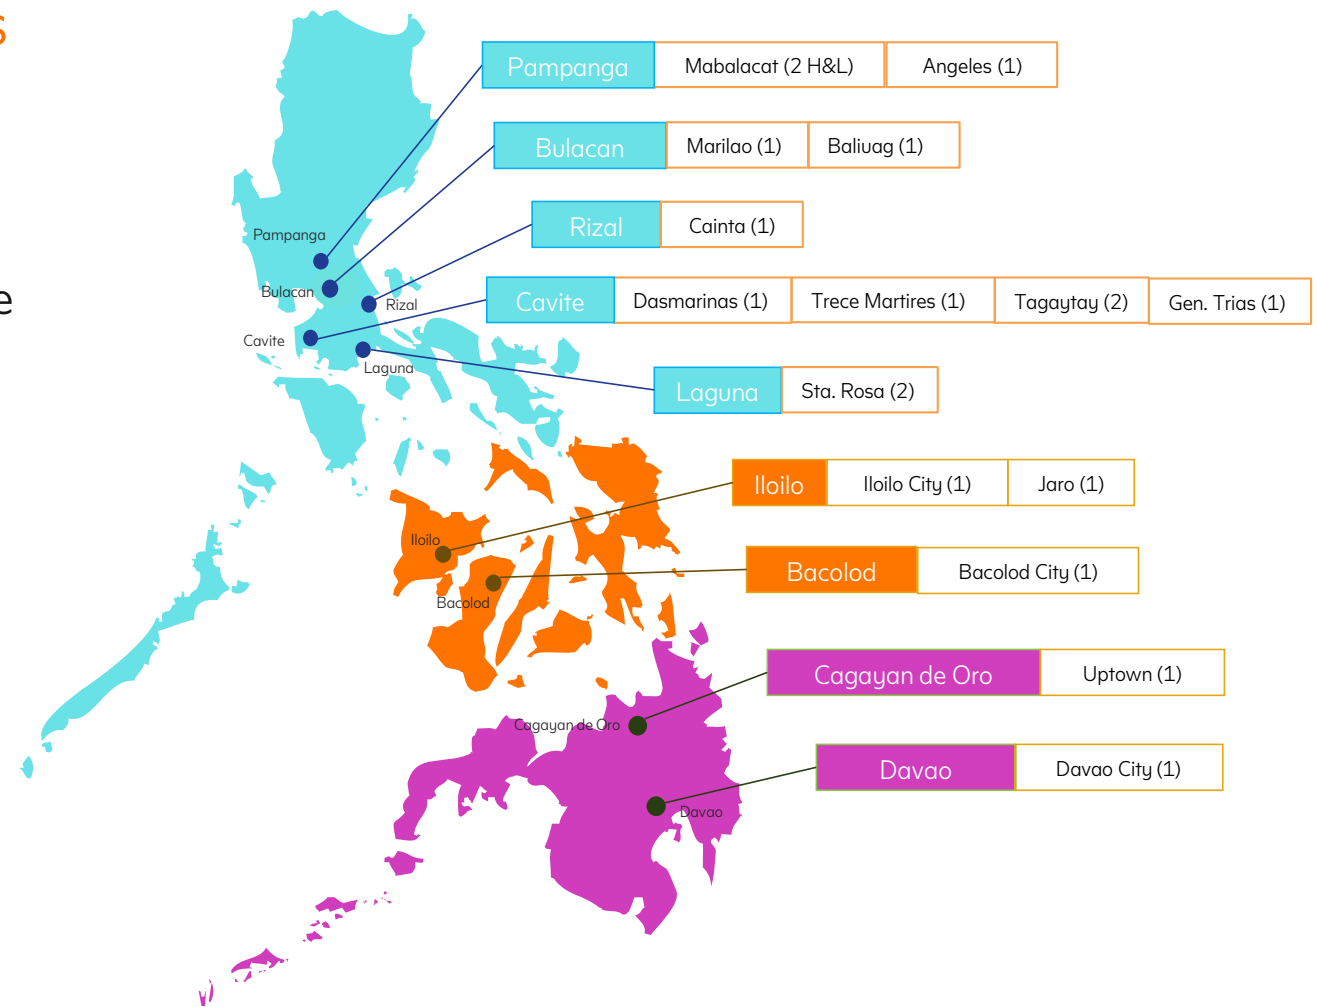 s
e
Pampanga Mabalacat (2 H&L) Angeles (1)
Bulacan Marilao (1) Baliuag (1)
Rizal Cainta (1)
Cavite Dasmarinas (1) Trece Martires (1) Tagaytay (2) Gen. Trias (1)
Laguna Sta. Rosa (2)
Iloilo Iloilo City (1) Jaro (1)
Bacolod Bacolod City (1)
Cagayan de Oro Uptown (1)
Davao Davao City (1)
Pampanga
Bulacan
Rizal
Cavite
Laguna
Iloilo
Bacolod
Cagayan de Oro
Davao